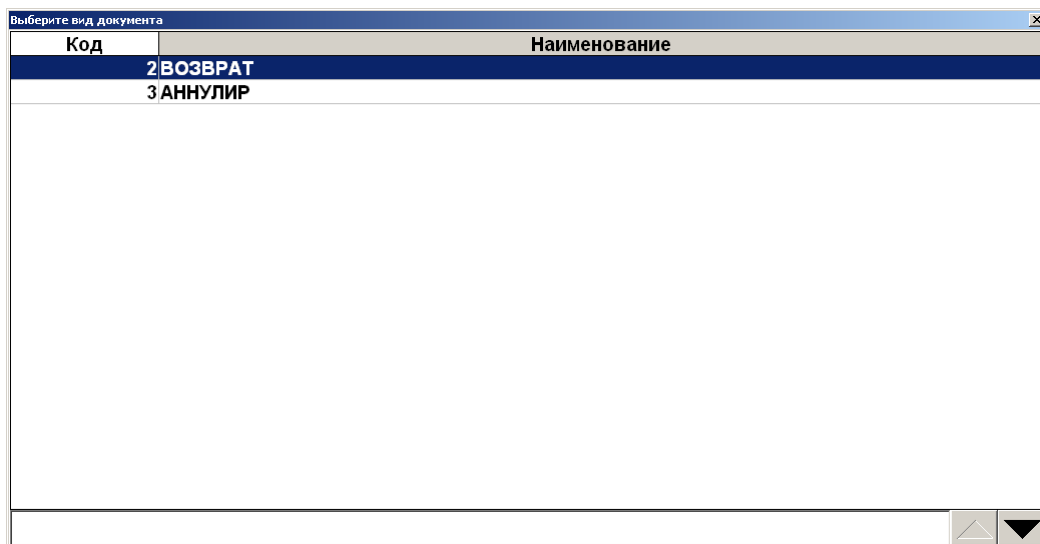 Выберите вид документа
Код Наименование
2 ВОЗВРАТ
3 АННУЛИР